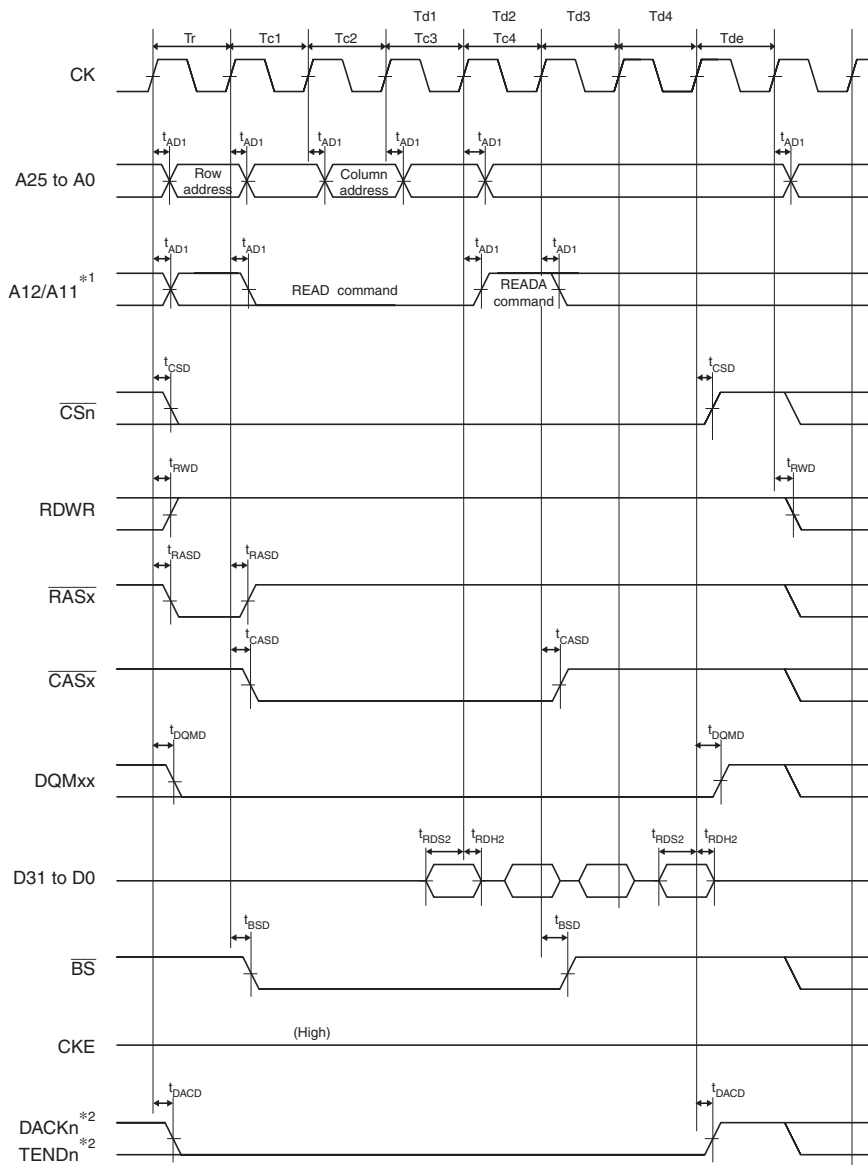 Td1 Td2 Td3 Td4
Tr Tc1 Tc2 Tc3 Tc4 Tde
CK
tAD1 tAD1 tAD1 tAD1 tAD1 tAD1
A25 to A0
Row address
Column address
tAD1 tAD1 tAD1 tAD1
A12/A11 *1
READ command
READA command
tCSD tCSD
CSn
tRWD tRWD
RDWR
tRASD tRASD
RASx
tCASD tCASD
CASx
tDQMD tDQMD
DQMxx
tRDS2 tRDH2 tRDS2 tRDH2
D31 to D0
tBSD tBSD
BS
(High)
CKE
tDACD tDACD
DACKn *2
TENDn *2